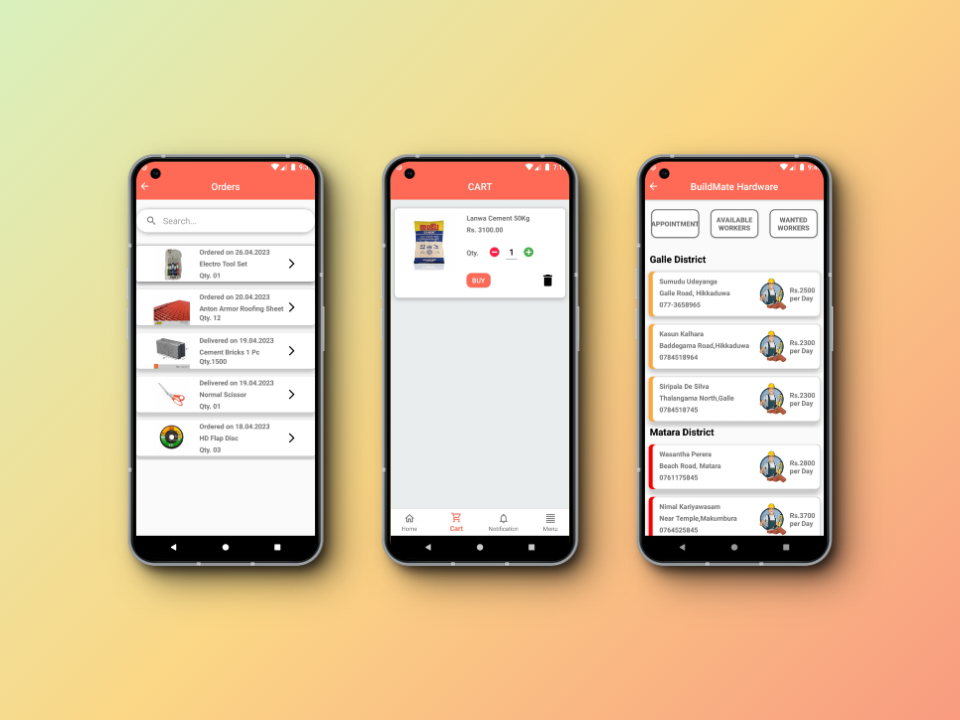 Orders
Search...
Ordered on 26.04.2023
Electro Tool Set
Qty. 01
Ordered on 20.04.2023
Anton Armor Roofing Sheet
Qty. 12
Delivered on 19.04.2023
Cement Bricks 1 Pc
Qty.1500
Delivered on 19.04.2023
Normal Scissor
Qty. 01
Ordered on 18.04.2023
HD Flap Disc
Qty. 03
CART
Lanwa Cement 50Kg
Rs. 3100.00
Qty. 1
BUY
Home Cart Notification Menu
BuildMate Hardware
APPOINTMENT
AVAILABLE
WORKERS
WANTED
WORKERS
Galle District
Sumudu Udayanga
Galle Road, Hikkaduwa
077-3658965
Rs.2500
per Day
Kasun Kalhara
Baddegama Road,Hikkaduwa
0784518964
Rs.2300
per Day
Siripala De Silva
Thalangama North,Galle
0784518745
Rs.2300
per Day
Matara District
Wasantha Perera
Beach Road, Matara
0761175845
Rs.2800
per Day
Nimal Kariyawasam
Near Temple,Makumbura
0764525845
Rs.3700
per Day